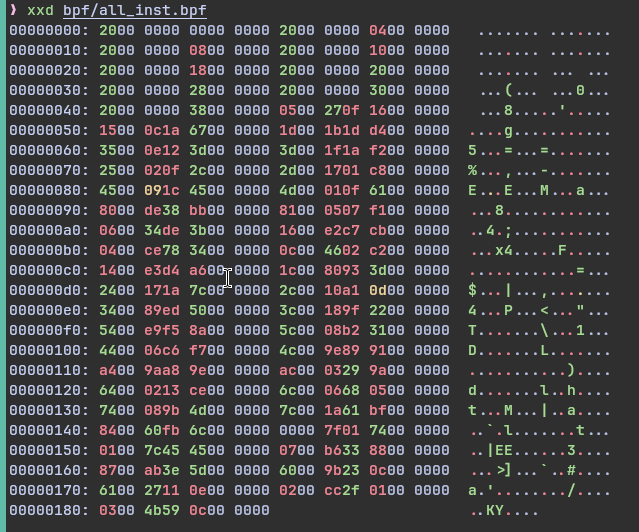 ❯ xxd bpf/all_inst.bpf
00000000: 2000 0000 0000 0000 2000 0000 0400 0000   ....... .......
00000010: 2000 0000 0800 0000 2000 0000 1000 0000   ....... .......
00000020: 2000 0000 1800 0000 2000 0000 2000 0000   ....... ... ...
00000030: 2000 0000 2800 0000 2000 0000 3000 0000   ...(... ...0...
00000040: 2000 0000 3800 0000 0500 270f 1600 0000   ...8.....'.....
00000050: 1500 0c1a 6700 0000 1d00 1b1d d400 0000  ....g...........
00000060: 3500 0e12 3d00 0000 3d00 1f1a f200 0000  5...=...=.......
00000070: 2500 020f 2c00 0000 2d00 1701 c800 0000  %...,...-.......
00000080: 4500 091c 4500 0000 4d00 010f 6100 0000  E...E...M...a...
00000090: 8000 de38 bb00 0000 8100 0507 f100 0000  ...8............
000000a0: 0600 34de 3b00 0000 1600 e2c7 cb00 0000  ..4.;...........
000000b0: 0400 ce78 3400 0000 0c00 4602 c200 0000  ...x4.....F.....
000000c0: 1400 e3d4 a600 0000 1c00 8093 3d00 0000  ............=...
000000d0: 2400 171a 7c00 0000 2c00 10a1 0d00 0000  $...|...,.......
000000e0: 3400 89ed 5000 0000 3c00 189f 2200 0000  4...P...<..."...
000000f0: 5400 e9f5 8a00 0000 5c00 08b2 3100 0000  T.......\...1...
00000100: 4400 06c6 f700 0000 4c00 9e89 9100 0000  D.......L.......
00000110: a400 9aa8 9e00 0000 ac00 0329 9a00 0000  ...........)....
00000120: 6400 0213 ce00 0000 6c00 0668 0500 0000  d.......l..h....
00000130: 7400 089b 4d00 0000 7c00 1a61 bf00 0000  t...M...|..a....
00000140: 8400 60fb 6c00 0000 0000 7f01 7400 0000  ..`.l.......t...
00000150: 0100 7c45 4500 0000 0700 b633 8800 0000  ..|EE......3....
00000160: 8700 ab3e 5d00 0000 6000 9b23 0c00 0000  ...>]...`..#....
00000170: 6100 2711 0e00 0000 0200 cc2f 0100 0000  a.'......../....
00000180: 0300 4b59 0c00 0000                      ..KY....